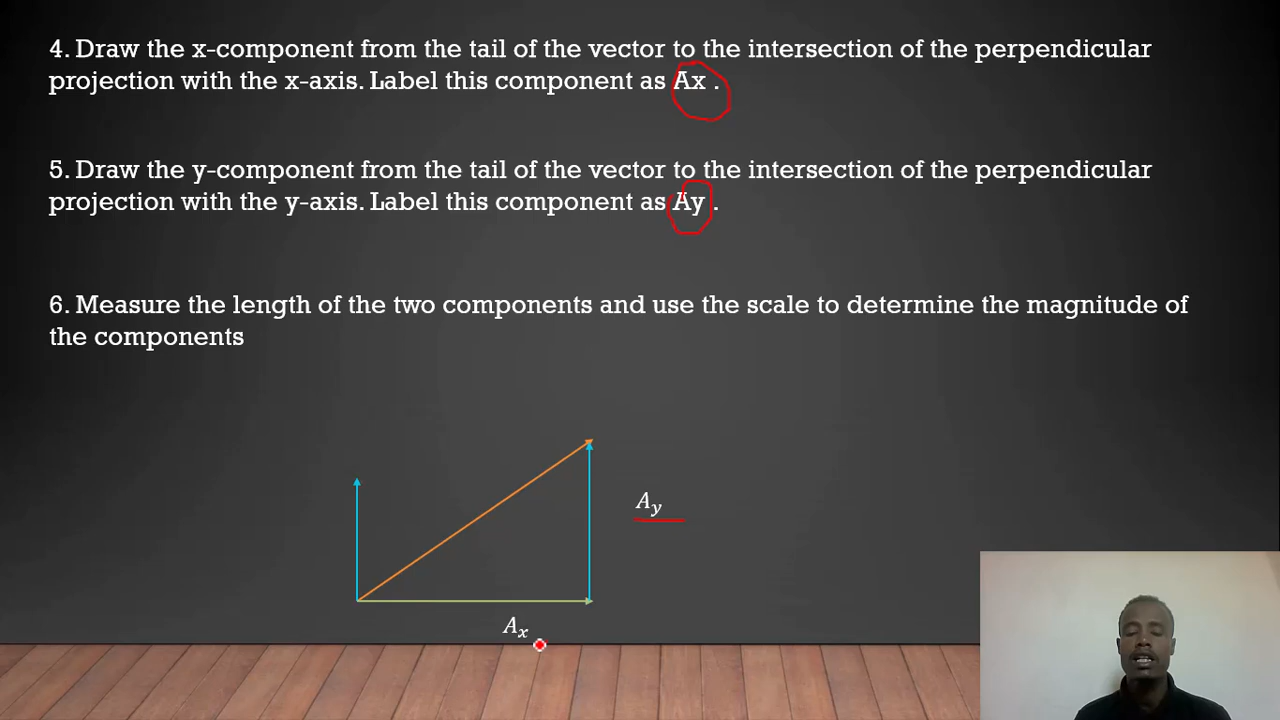 4. Draw the x-component from the tail of the vector to the intersection of the perpendicular
projection with the x-axis. Label this component as Ax .
5. Draw the y-component from the tail of the vector to the intersection of the perpendicular
projection with the y-axis. Label this component as Ay .
6. Measure the length of the two components and use the scale to determine the magnitude of
the components
A_y
A_x